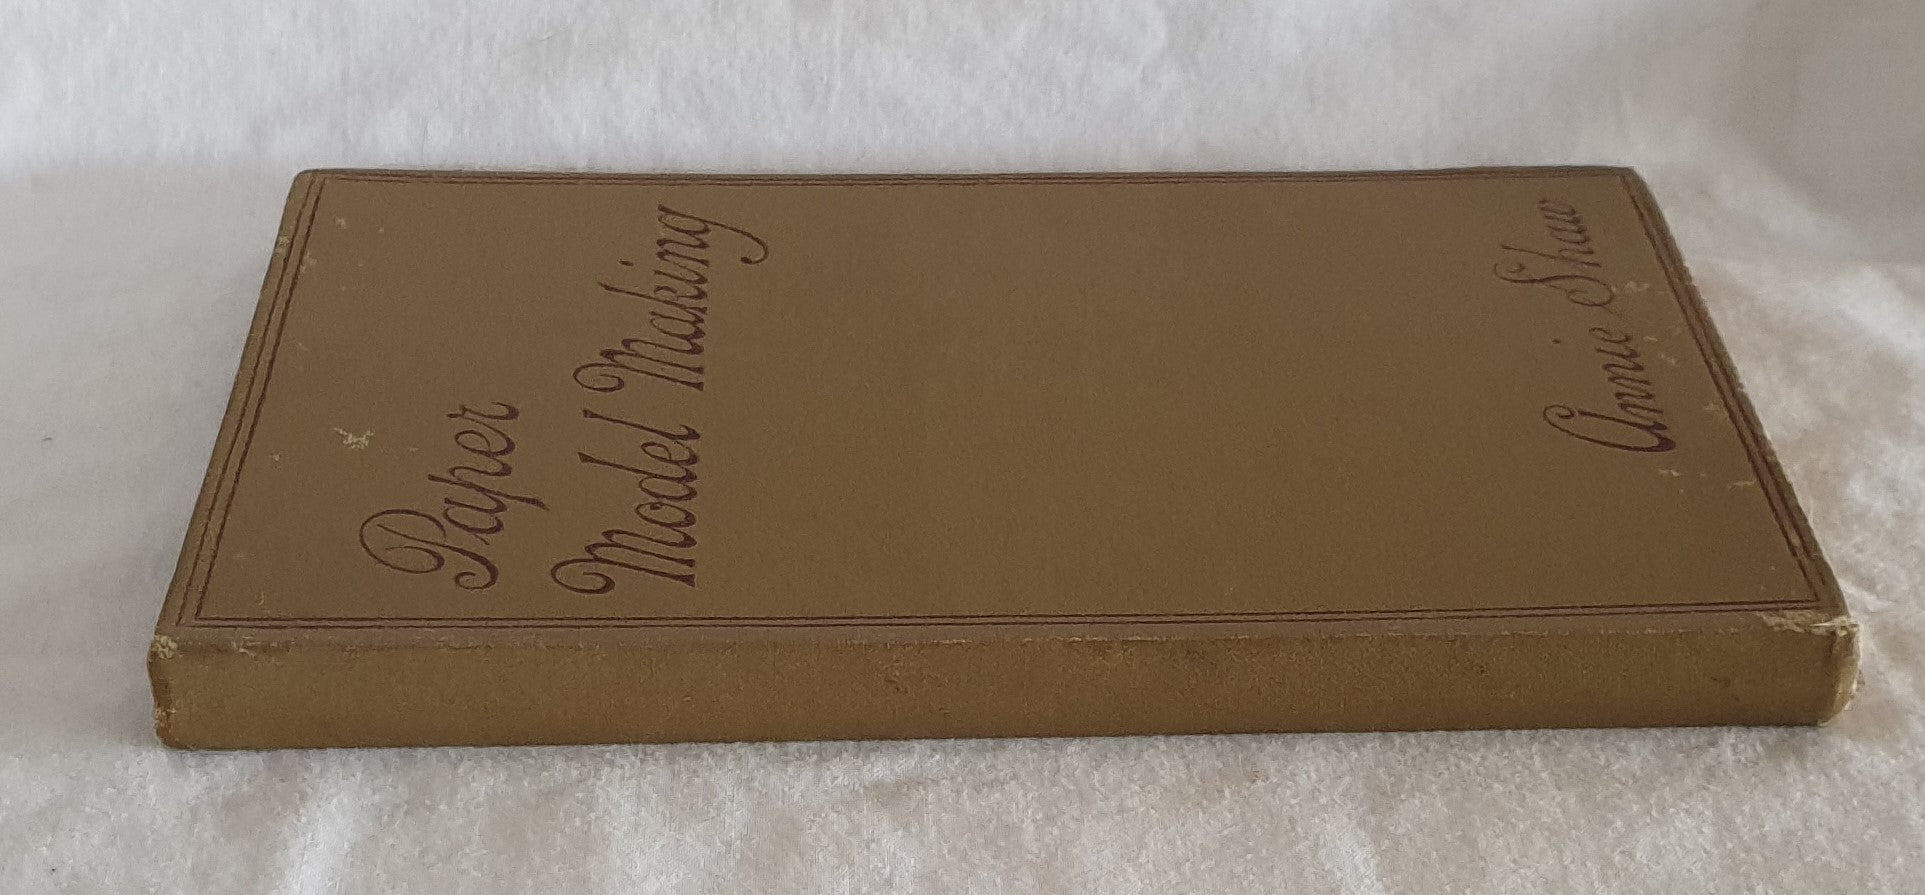 Paper
Model Making
Annie Shaw